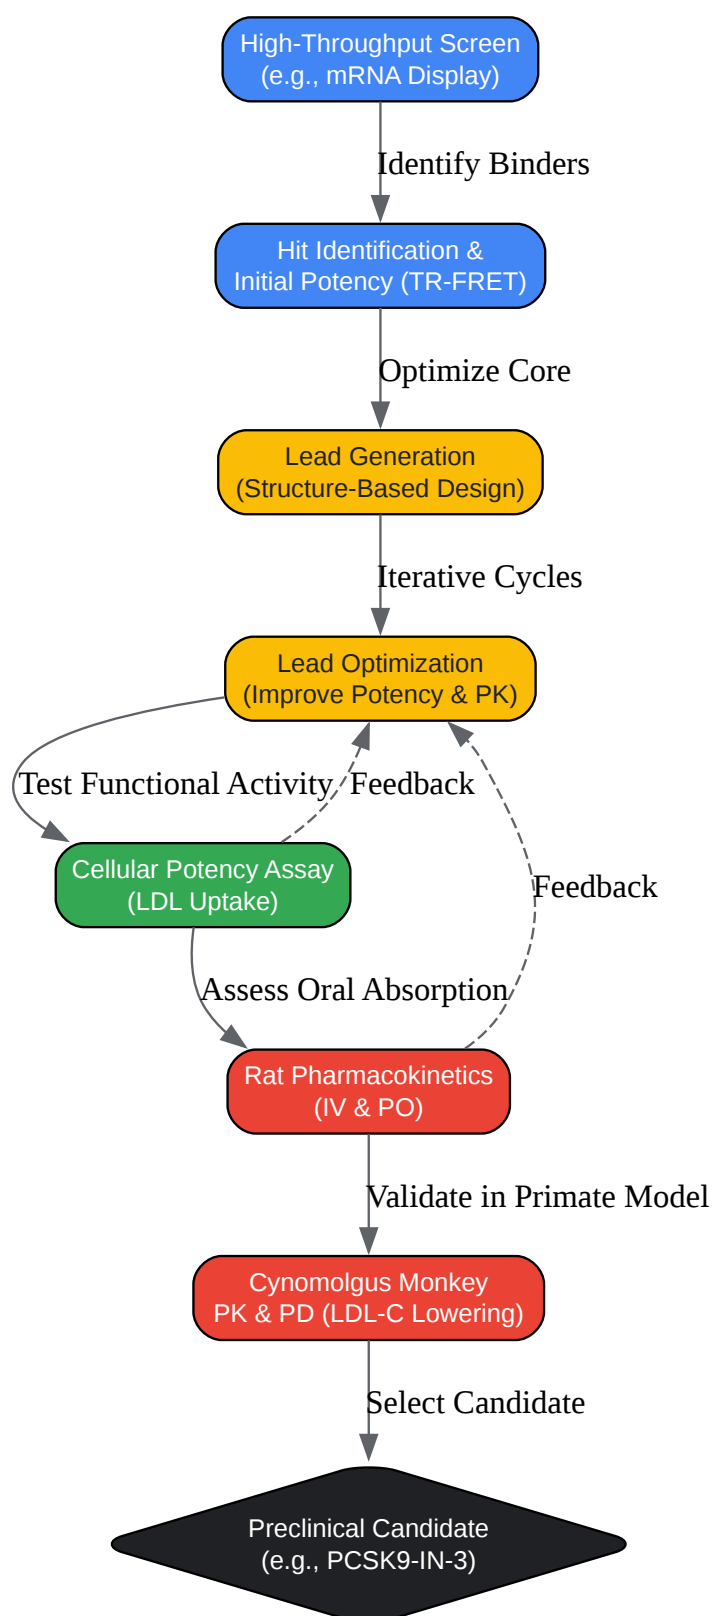 High-Throughput Screen
(e.g., mRNA Display)
Identify Binders
Hit Identification &
Initial Potency (TR-FRET)
Optimize Core
Lead Generation
(Structure-Based Design)
Iterative Cycles
Lead Optimization
(Improve Potency & PK)
Test Functional Activity
Feedback
Cellular Potency Assay
(LDL Uptake)
Feedback
Assess Oral Absorption
Rat Pharmacokinetics
(IV & PO)
Validate in Primate Model
Cynomolgus Monkey
PK & PD (LDL-C Lowering)
Select Candidate
Preclinical Candidate
(e.g., PCSK9-IN-3)